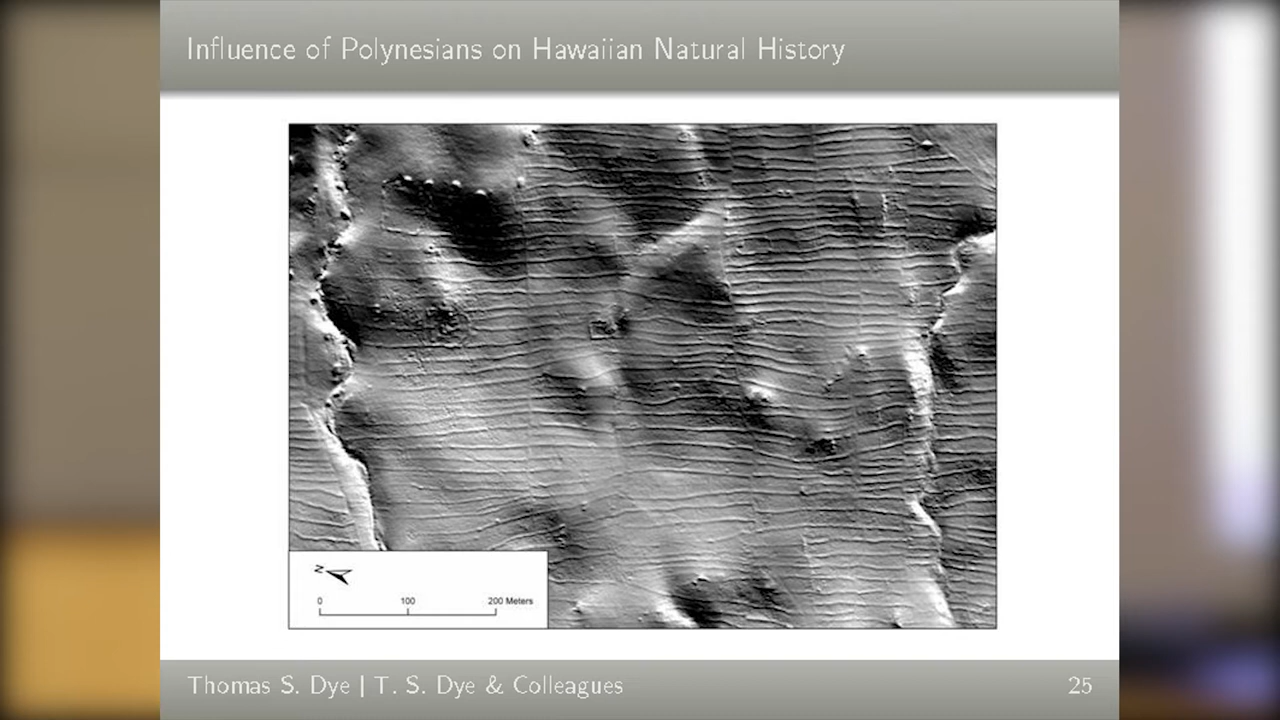 Influence of Polynesians on Hawaiian Natural History
N
0 100 200 Meters
Thomas S. Dye | T. S. Dye & Colleagues 25